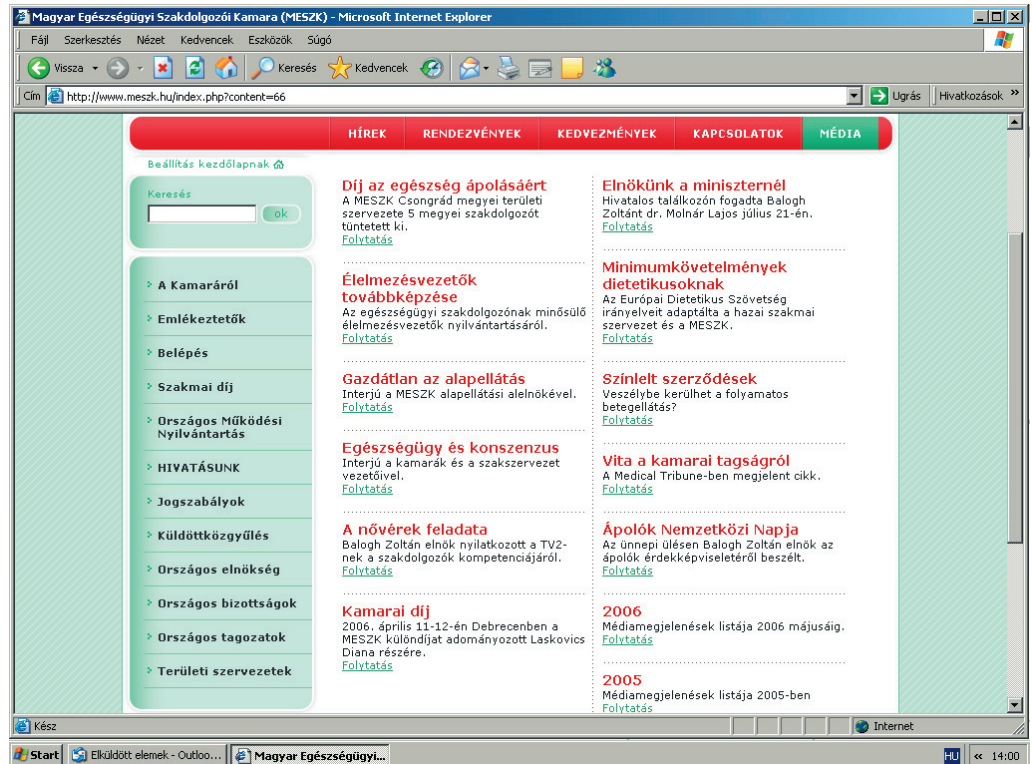 Magyar Egészségügyi Szakdolgozói Kamara (MESZK) - Microsoft Internet Explorer
Fájl Szerkesztés Nézet Kedvencek Eszközök Súgó
Vissza Keresés Kedvencek
Cím http://www.meszk.hu/index.php?content=66 Ugrás Hivatkozások »
HÍREK RENDEZVÉNYEK KEDVEZMÉNYEK KAPCSOLATOK MÉDIA
Beállítás kezdőlapnak
Keresés
ok
A Kamaráról
Emlékeztetők
Belépés
Szakmai díj
Országos Működési
Nyilvántartás
HIVATÁSUNK
Jogszabályok
Küldöttközgyűlés
Országos elnökség
Országos bizottságok
Országos tagozatok
Területi szervezetek
Díj az egészség ápolásáért
A MESZK Csongrád megyei területi
szervezete 5 megyei szakdolgozót
tüntetett ki.
Folytatás
Élelmezésvezetők
továbbképzése
Az egészségügyi szakdolgozónak minősülő
élelmezésvezetők nyilvántartásáról.
Folytatás
Gazdátlan az alapellátás
Interjú a MESZK alapellátási alelnökével.
Folytatás
Egészségügy és konszenzus
Interjú a kamarák és a szakszervezet
vezetőivel.
Folytatás
A nővérek feladata
Balogh Zoltán elnök nyilatkozott a TV2-
nek a szakdolgozók kompetenciájáról.
Folytatás
Kamarai díj
2006. április 11-12-én Debrecenben a
MESZK különdíjat adományozott Laskovics
Diana részére.
Folytatás
Elnökünk a miniszternél
Hivatalos találkozón fogadta Balogh
Zoltánt dr. Molnár Lajos július 21-én.
Folytatás
Minimumkövetelmények
dietetikusoknak
Az Európai Dietetikus Szövetség
irányelveit adaptálta a hazai szakmai
szervezet és a MESZK.
Folytatás
Színlelt szerződések
Veszélybe kerülhet a folyamatos
betegellátás?
Folytatás
Vita a kamarai tagságról
A Medical Tribune-ben megjelent cikk.
Folytatás
Ápolók Nemzetközi Napja
Az ünnepi ülésen Balogh Zoltán elnök az
ápolók érdekképviseletéről beszélt.
Folytatás
2006
Médiamegjelenések listája 2006 májusáig.
Folytatás
2005
Médiamegjelenések listája 2005-ben
Folytatás
Kész Internet
Start Elküldött elemek - Outloo... Magyar Egészségügyi... HU « 14:00